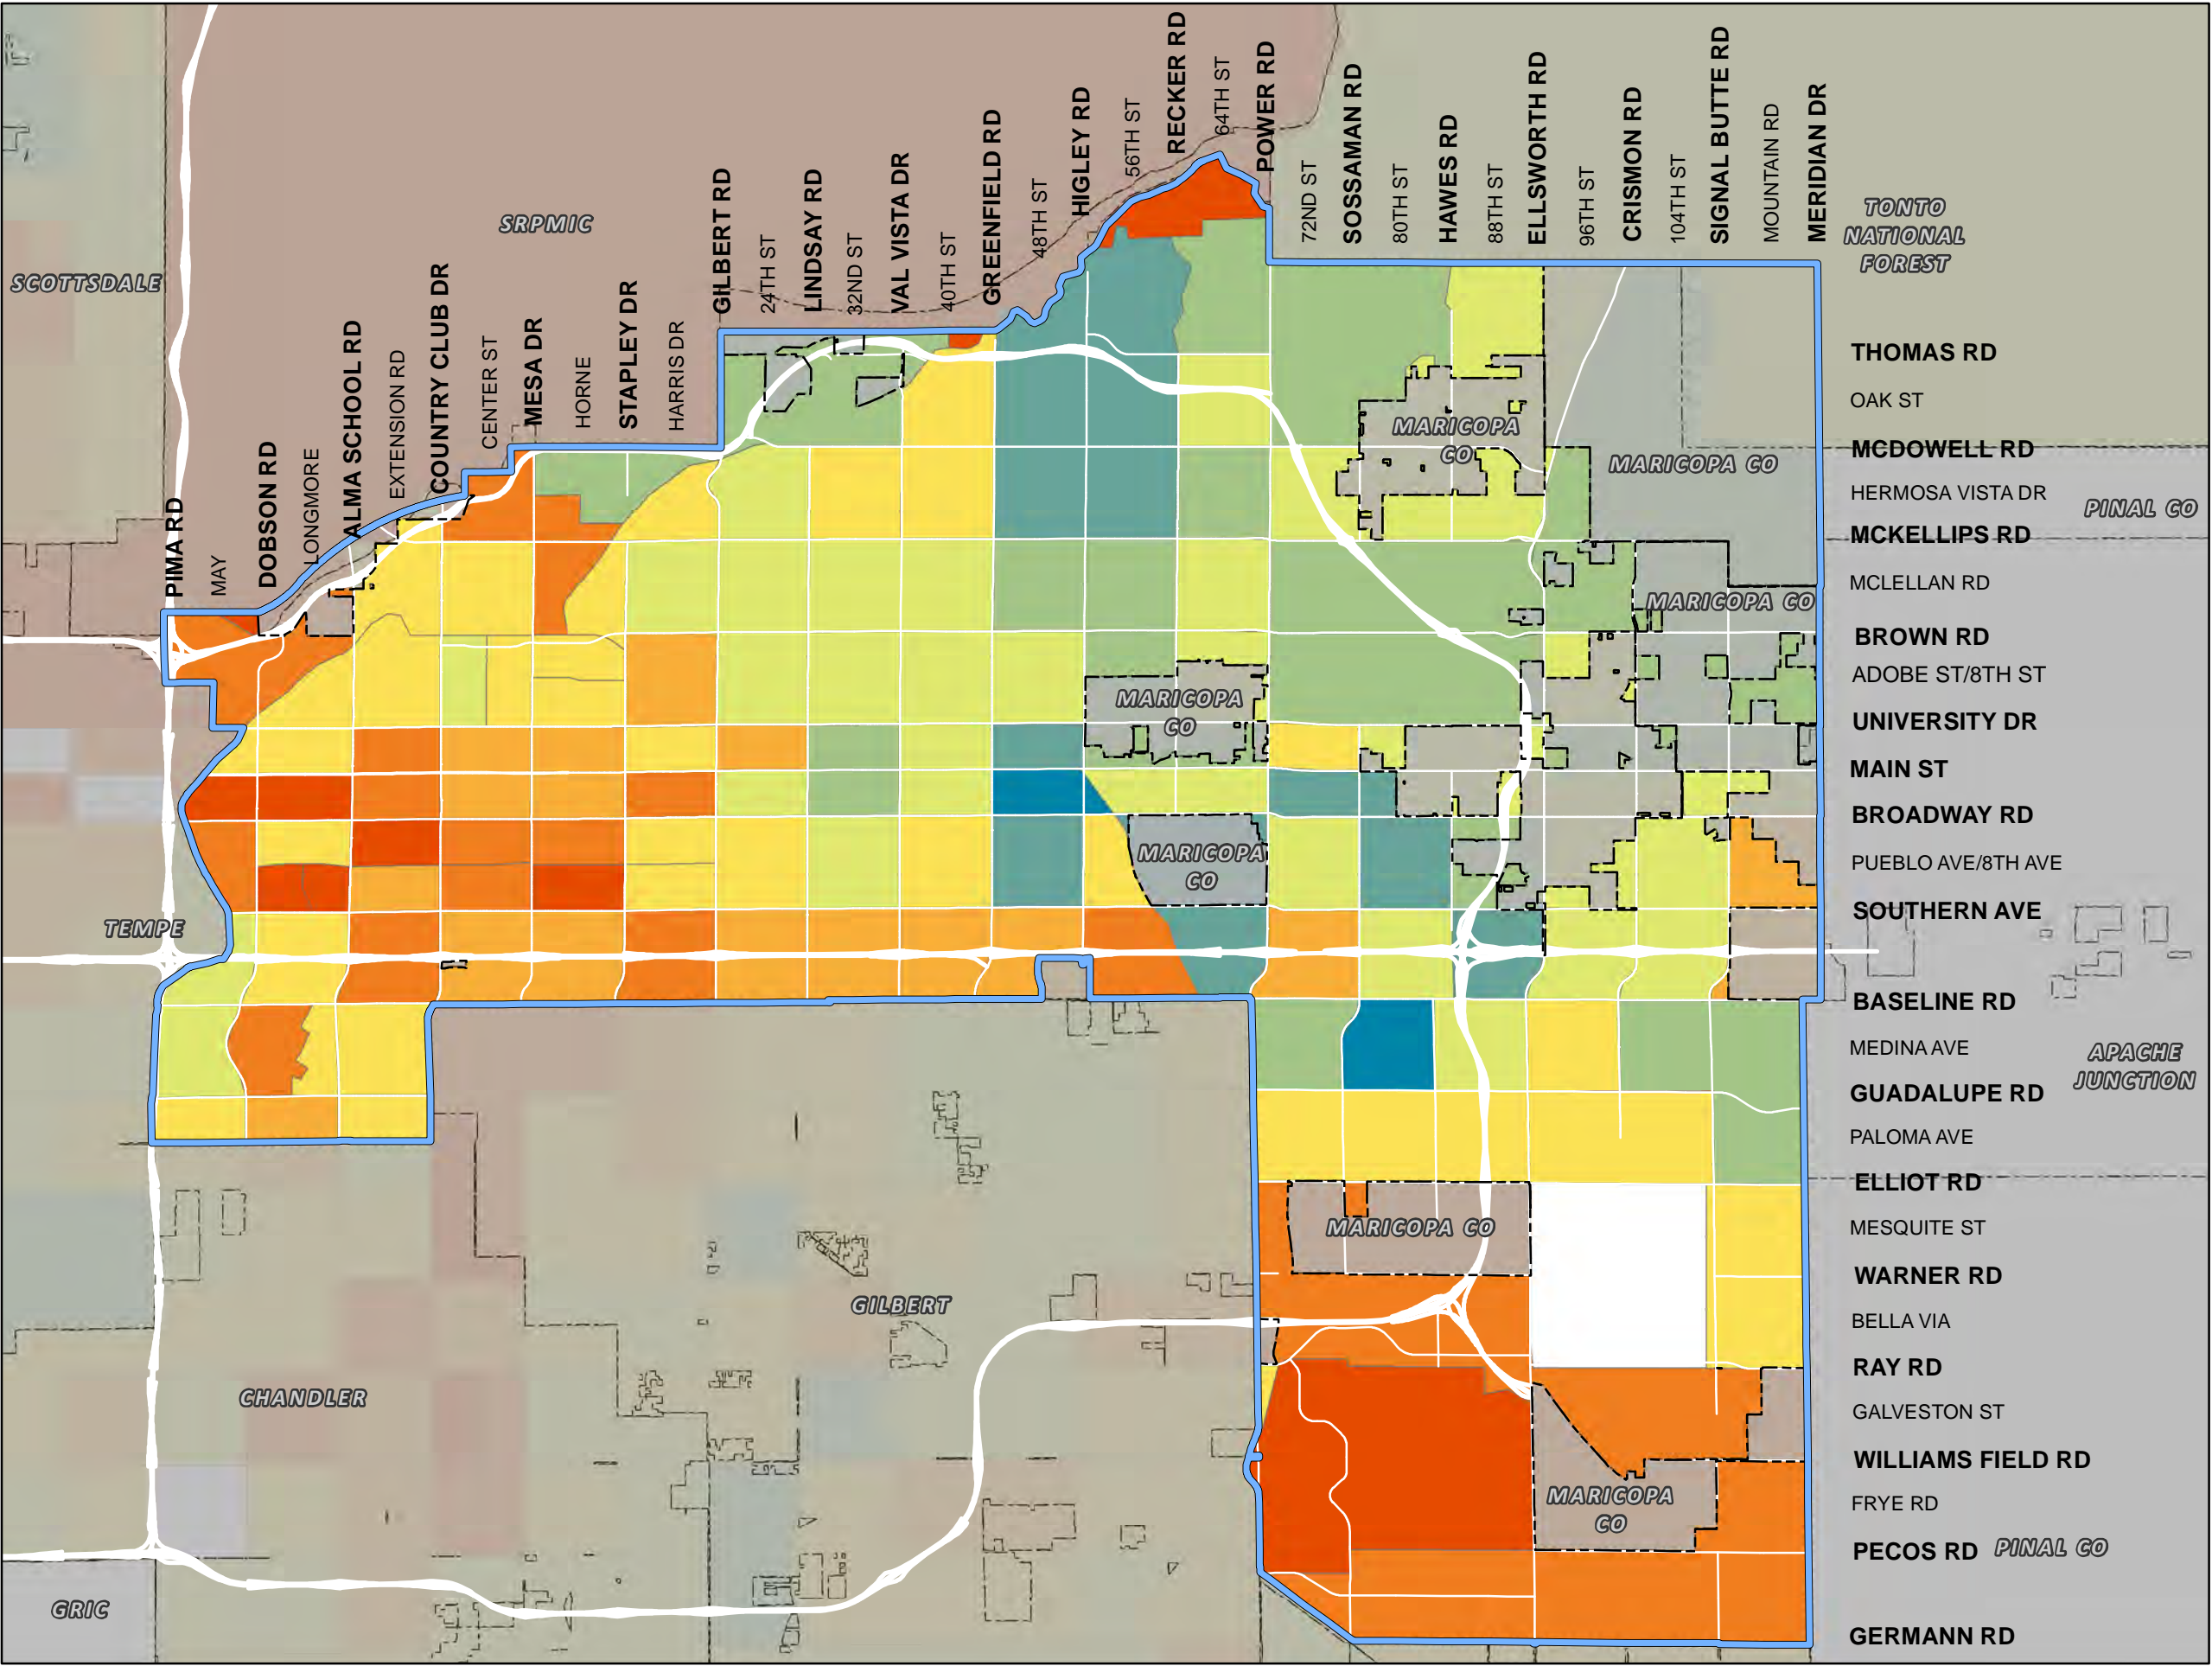 PIMA RD
MAY
DOBSON RD
LONGMORE
ALMA SCHOOL RD
EXTENSION RD
COUNTRY CLUB DR
CENTER ST
MESA DR
HORNE
STAPLEY DR
HARRIS DR
GILBERT RD
24TH ST
LINDSAY RD
32ND ST
VAL VISTA DR
40TH ST
GREENFIELD RD
48TH ST
HIGLEY RD
56TH ST
RECKER RD
64TH ST
POWER RD
72ND ST
SOSSAMAN RD
80TH ST
HAWES RD
88TH ST
ELLSWORTH RD
96TH ST
CRISMON RD
104TH ST
SIGNAL BUTTE RD
MOUNTAIN RD
MERIDIAN DR
SCOTTSDALE
SRPMIC
TONTO
NATIONAL
FOREST
THOMAS RD
OAK ST
MCDOWELL RD
HERMOSA VISTA DR
MCKELLIPS RD
MCLELLAN RD
BROWN RD
ADOBE ST/8TH ST
UNIVERSITY DR
MAIN ST
BROADWAY RD
PUEBLO AVE/8TH AVE
SOUTHERN AVE
BASELINE RD
MEDINA AVE
GUADALUPE RD
PALOMA AVE
ELLIOT RD
MESQUITE ST
WARNER RD
BELLA VIA
RAY RD
GALVESTON ST
WILLIAMS FIELD RD
FRYE RD
PECOS RD
GERMANN RD
MARICOPA
CO
MARICOPA CO
PINAL CO
MARICOPA CO
MARICOPA
CO
MARICOPA
CO
TEMPE
APACHE
JUNCTION
MARICOPA CO
GILBERT
CHANDLER
MARICOPA
CO
PINAL CO
GRIC